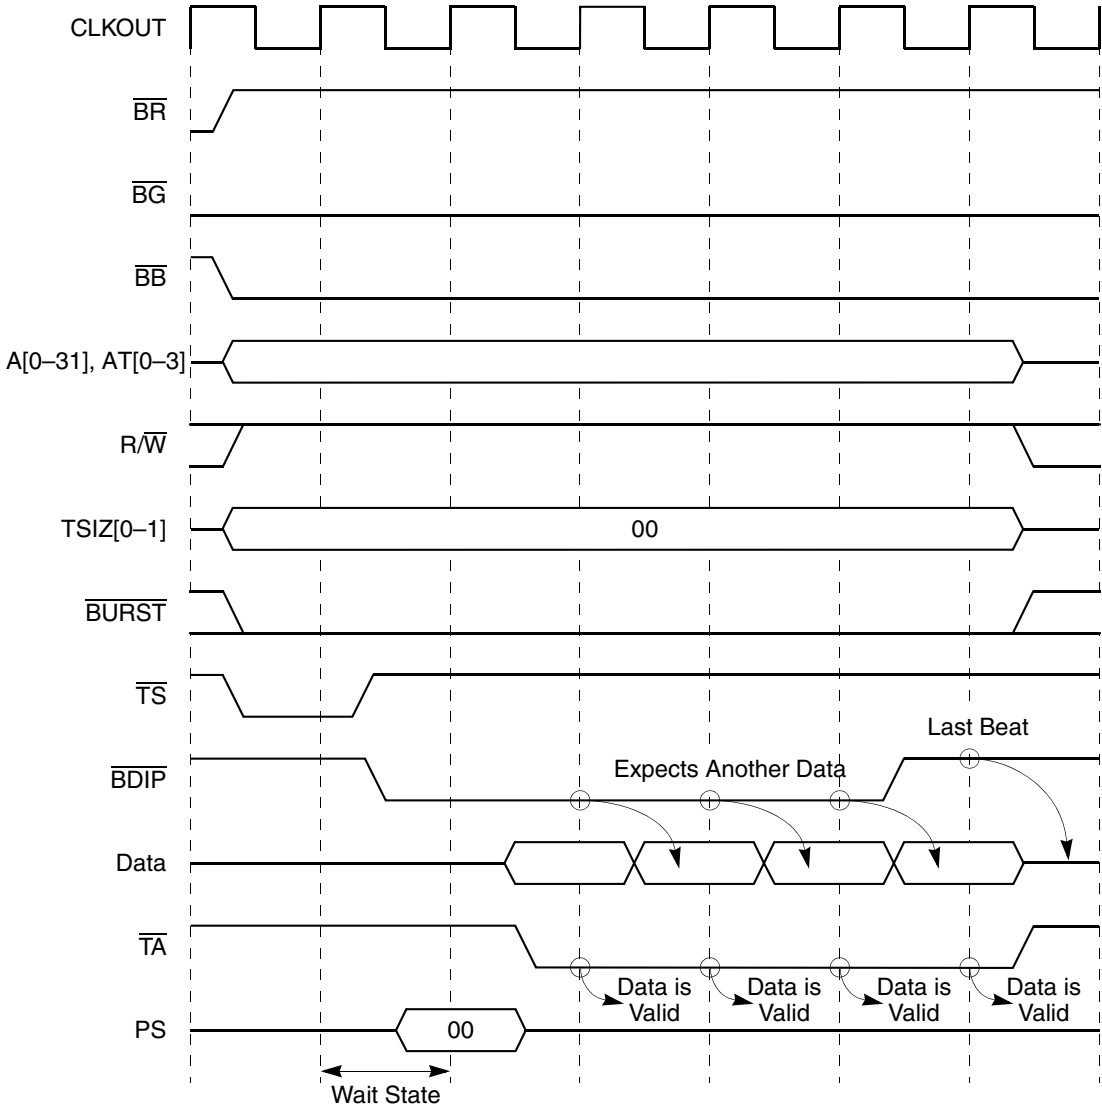 CLKOUT
BR
BG
BB
A[0–31], AT[0–3]
R/W
TSIZ[0–1]
00
BURST
TS
Last Beat
BDIP
Expects Another Data
Data
TA
Data is
Valid
Data is
Valid
Data is
Valid
Data is
Valid
PS
00
Wait State